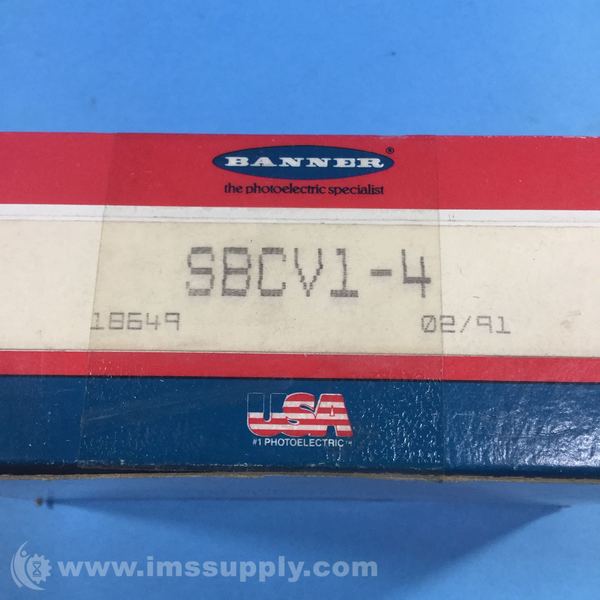 BANNER®
the photoelectric specialist
SBCV1-4
18649 02/91
USA
#1 PHOTOELECTRIC™
www.imssupply.com